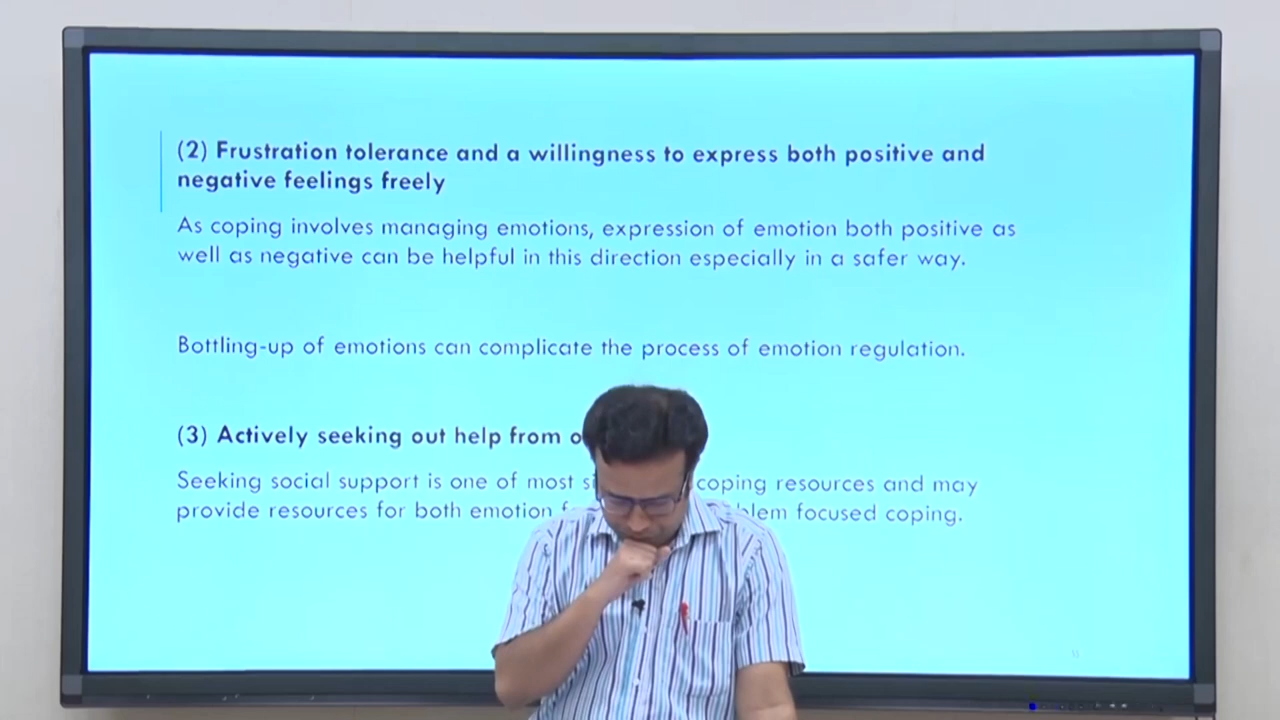 (2) Frustration tolerance and a willingness to express both positive and
negative feelings freely
As coping involves managing emotions, expression of emotion both positive as
well as negative can be helpful in this direction especially in a safer way.
Bottling-up of emotions can complicate the process of emotion regulation.
(3) Actively seeking out help from
Seeking social support is one of most coping resources and may
provide resources for both emotion focused coping.